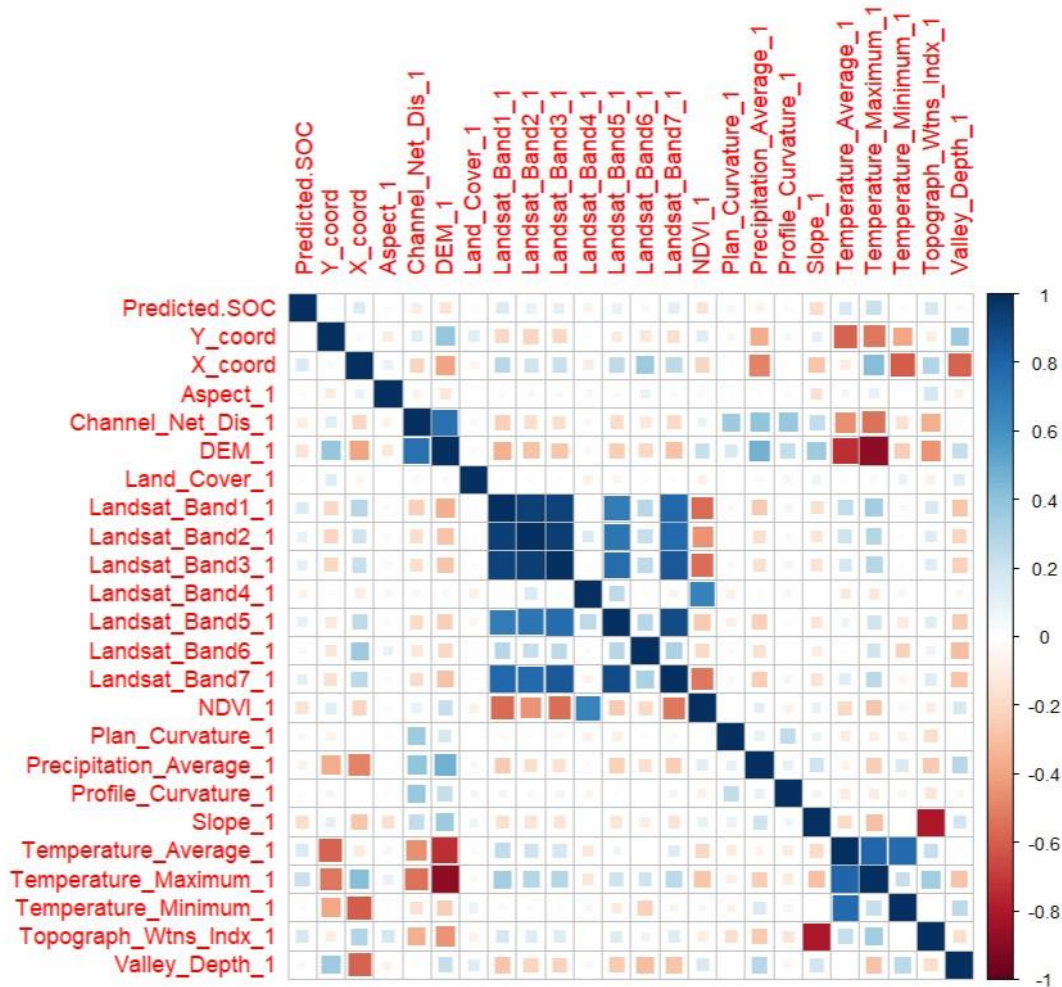 Predicted.SOC
Y_coord
X_coord
Aspect_1
Channel_Net_Dis_1
DEM_1
Land_Cover_1
Landsat_Band1_1
Landsat_Band2_1
Landsat_Band3_1
Landsat_Band4_1
Landsat_Band5_1
Landsat_Band6_1
Landsat_Band7_1
NDVI_1
Plan_Curvature_1
Precipitation_Average_1
Profile_Curvature_1
Slope_1
Temperature_Average_1
Temperature_Maximum_1
Temperature_Minimum_1
Topograph_Wtns_Indx_1
Valley_Depth_1
Predicted.SOC
Y_coord
X_coord
Aspect_1
Channel_Net_Dis_1
DEM_1
Land_Cover_1
Landsat_Band1_1
Landsat_Band2_1
Landsat_Band3_1
Landsat_Band4_1
Landsat_Band5_1
Landsat_Band6_1
Landsat_Band7_1
NDVI_1
Plan_Curvature_1
Precipitation_Average_1
Profile_Curvature_1
Slope_1
Temperature_Average_1
Temperature_Maximum_1
Temperature_Minimum_1
Topograph_Wtns_Indx_1
Valley_Depth_1
1
0.8
0.6
0.4
0.2
0
-0.2
-0.4
-0.6
-0.8
-1